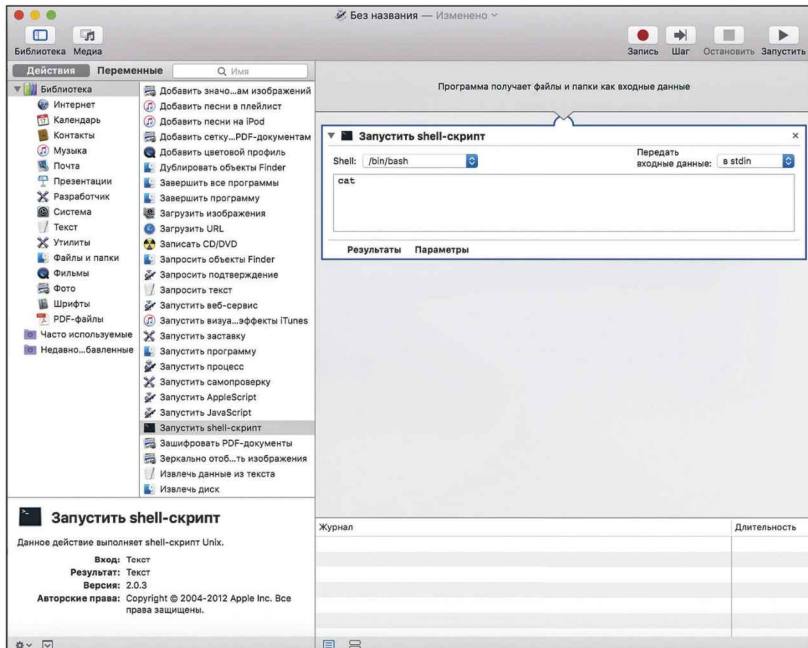 Без названия — Изменено
Библиотека Медиа
Запись Шаг Остановить Запустить
Действия Переменные
Имя
Библиотека
Интернет
Календарь
Контакты
Музыка
Почта
Презентации
Разработчик
Система
Текст
Утилиты
Файлы и папки
Фильмы
Фото
Шрифты
PDF-файлы
Часто используемые
Недавно...бавленные
Добавить значо...ам изображений
Добавить песни в плейлист
Добавить песни на iPod
Добавить сетку...PDF-документам
Добавить цветовой профиль
Дублировать объекты Finder
Завершить все программы
Завершить программу
Загрузить изображения
Загрузить URL
Записать CD/DVD
Запросить объекты Finder
Запросить подтверждение
Запросить текст
Запустить веб-сервис
Запустить визуа...эффекты iTunes
Запустить заставку
Запустить программу
Запустить процесс
Запустить самопроверку
Запустить AppleScript
Запустить JavaScript
Запустить shell-скрипт
Зашифровать PDF-документы
Зеркально отоб...ть изображения
Извлечь данные из текста
Извлечь диск
Запустить shell-скрипт
Данное действие выполняет shell-скрипт Unix.
Вход: Текст
Результат: Текст
Версия: 2.0.3
Авторские права: Copyright © 2004-2012 Apple Inc. Все
права защищены.
Программа получает файлы и папки как входные данные
Запустить shell-скрипт
Shell: /bin/bash
Передать
входные данные: в stdin
cat
Результаты Параметры
Журнал Длительность